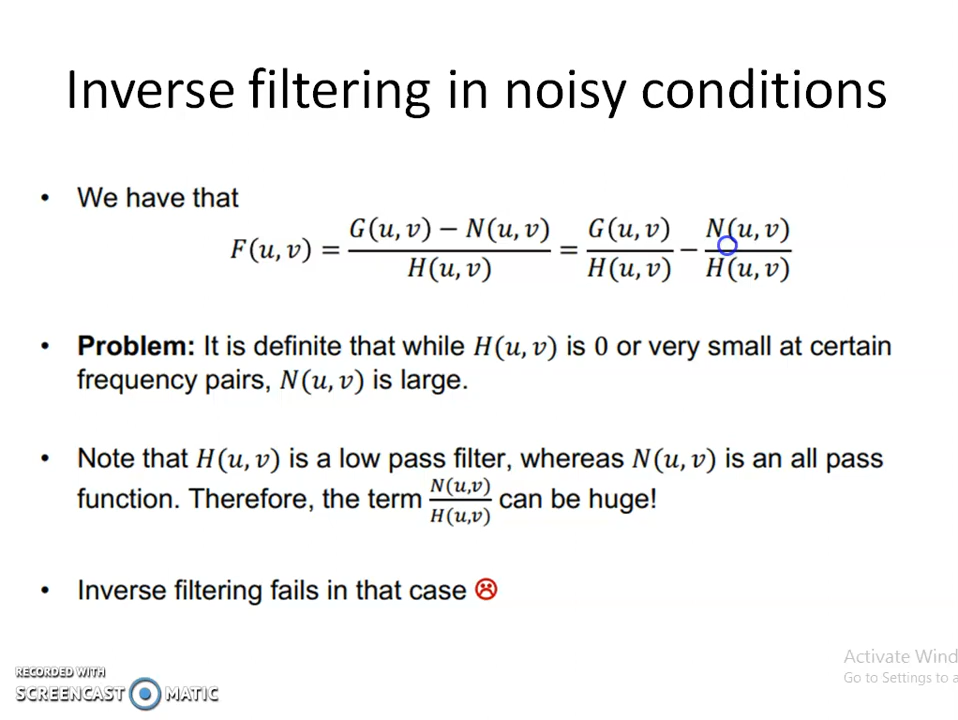 Inverse filtering in noisy conditions
• We have that
F(u, v) = G(u, v) − N(u, v) / H(u, v) = G(u, v) / H(u, v) − N(u, v) / H(u, v)
• Problem: It is definite that while H(u, v) is 0 or very small at certain
frequency pairs, N(u, v) is large.
• Note that H(u, v) is a low pass filter, whereas N(u, v) is an all pass
function. Therefore, the term N(u,v) / H(u,v) can be huge!
• Inverse filtering fails in that case ☹
Activate Wind
Go to Settings to a
RECORDED WITH
SCREENCAST MATIC